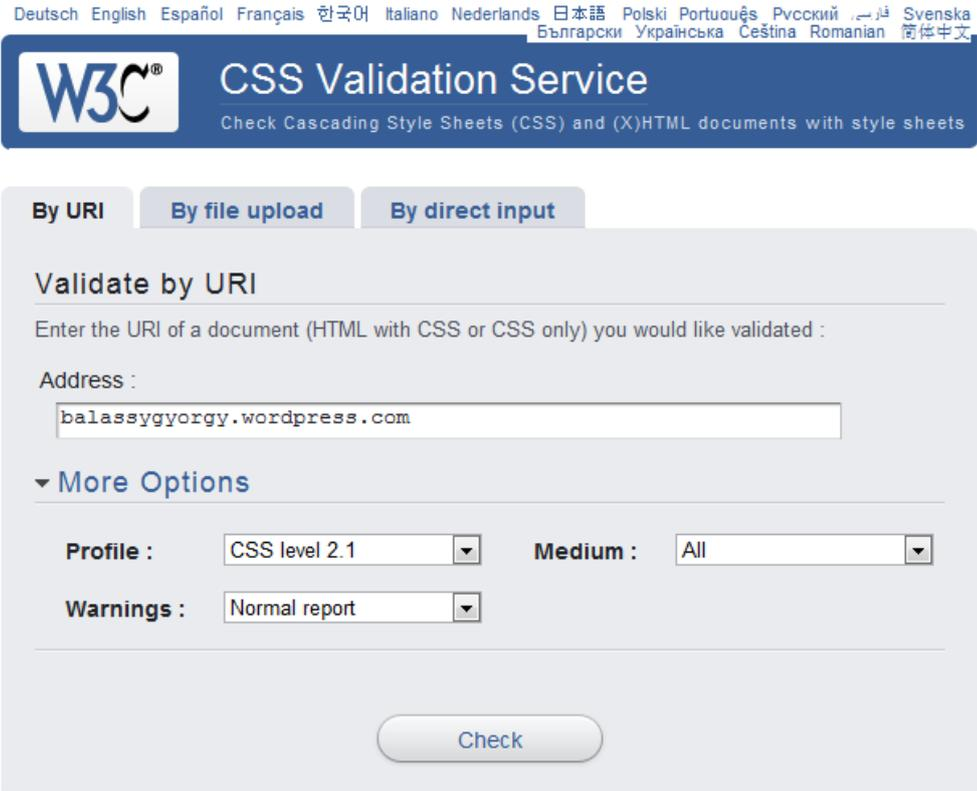 Deutsch English Español Français 한국어 Italiano Nederlands 日本語 Polski Português Русский فارسی Svenska
Български Українська Čeština Romanian 简体中文
W3C®
CSS Validation Service
Check Cascading Style Sheets (CSS) and (X)HTML documents with style sheets
By URI By file upload By direct input
Validate by URI
Enter the URI of a document (HTML with CSS or CSS only) you would like validated :
Address :
balassygyorgy.wordpress.com
More Options
Profile : CSS level 2.1 Medium : All
Warnings : Normal report
Check